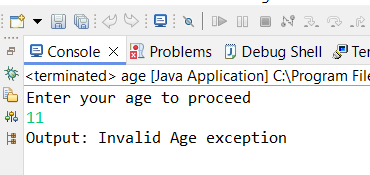 Console Problems Debug Shell
<terminated> age [Java Application] C:\Program File
Enter your age to proceed
11
Output: Invalid Age exception